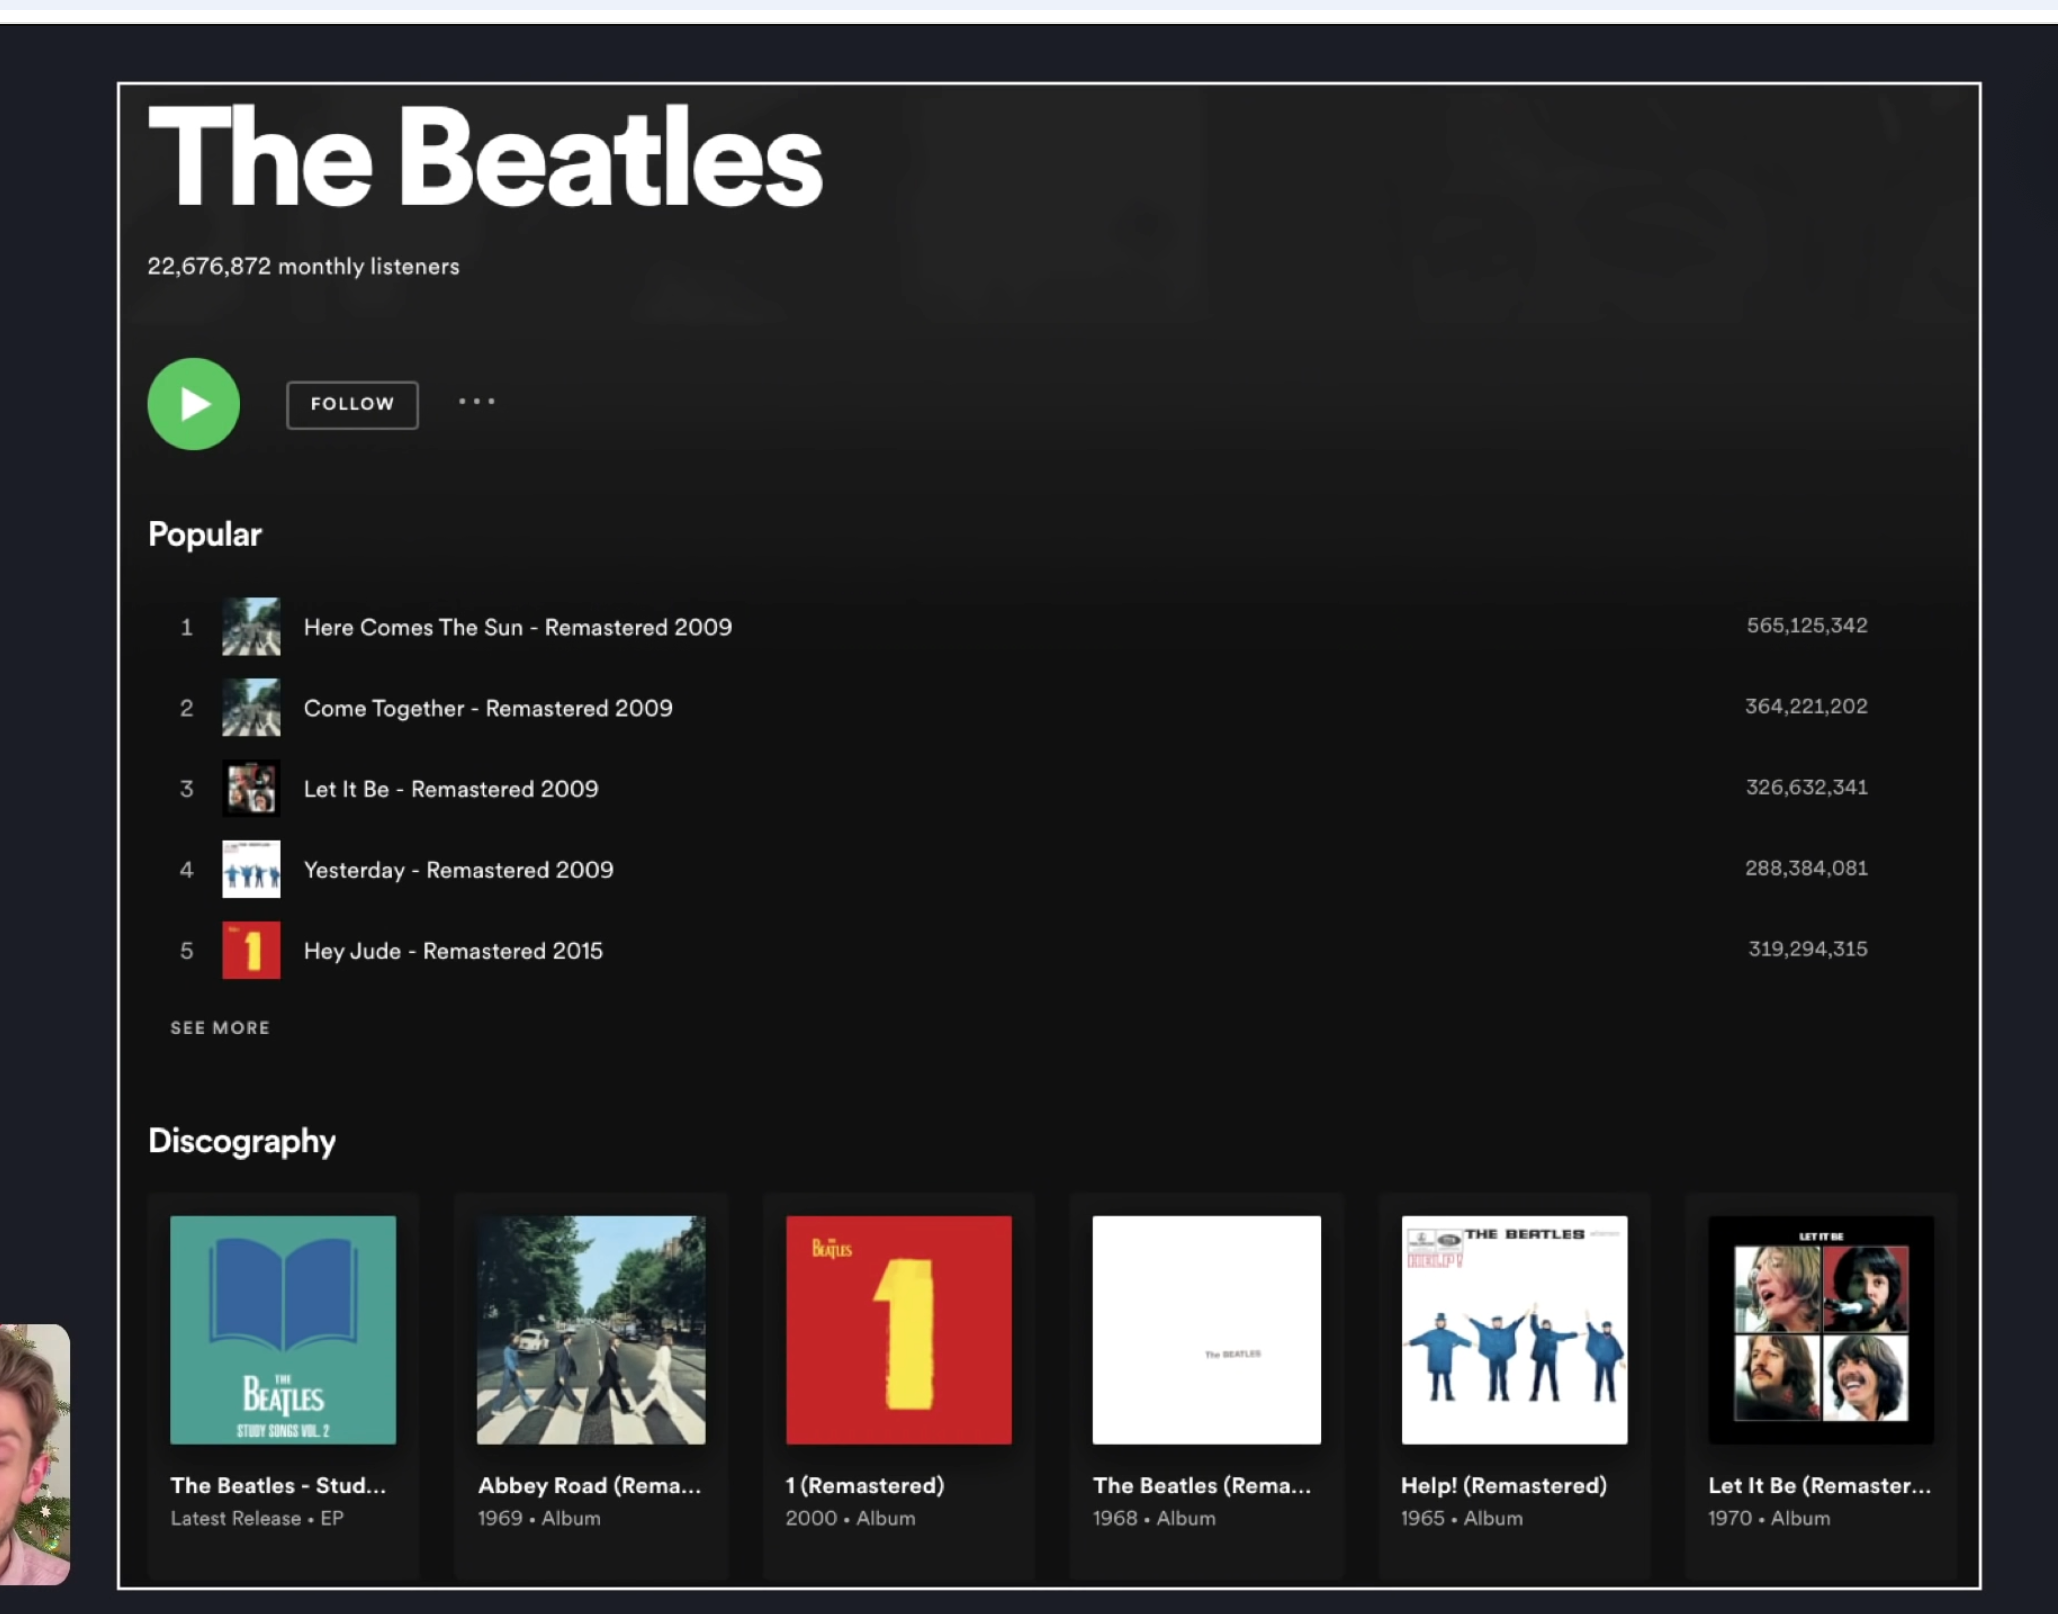 The Beatles
22,676,872 monthly listeners
FOLLOW
Popular
1 Here Comes The Sun - Remastered 2009 565,125,342
2 Come Together - Remastered 2009 364,221,202
3 Let It Be - Remastered 2009 326,632,341
4 Yesterday - Remastered 2009 288,384,081
5 Hey Jude - Remastered 2015 319,294,315
SEE MORE
Discography
THE
BEATLES
STUDY SONGS VOL. 2
THE
BEATLES
1
The BEATLES
THE BEATLES
HELP!
LET IT BE
The Beatles - Stud...
Latest Release • EP
Abbey Road (Rema...
1969 • Album
1 (Remastered)
2000 • Album
The Beatles (Rema...
1968 • Album
Help! (Remastered)
1965 • Album
Let It Be (Remaster...
1970 • Album